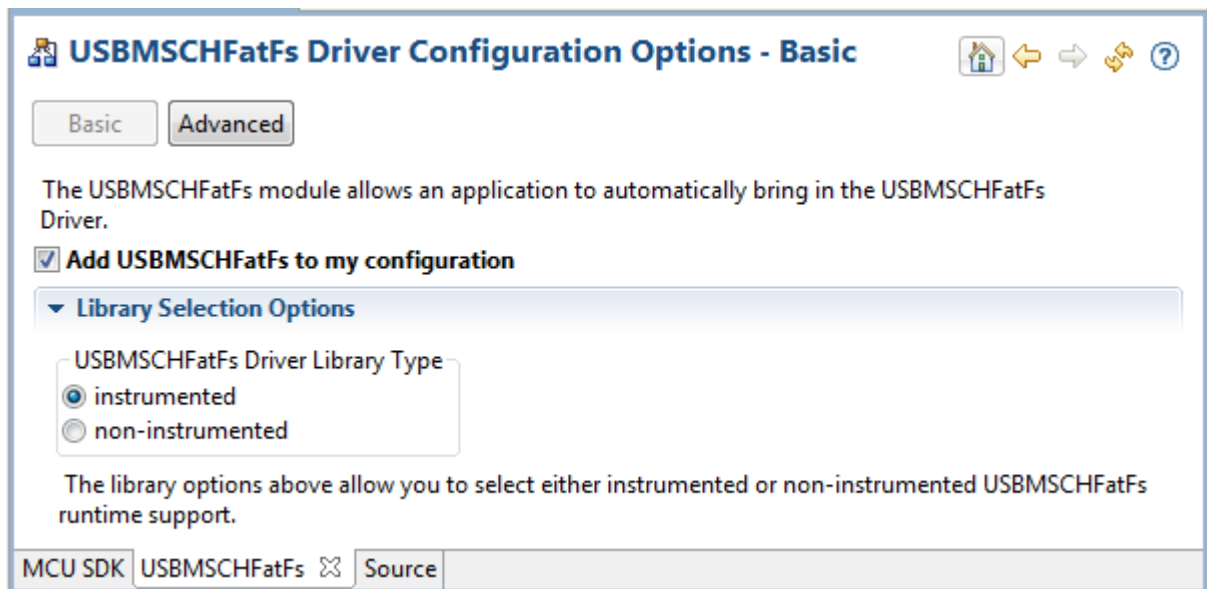 USBMSCHFatFs Driver Configuration Options - Basic
Basic Advanced
The USBMSCHFatFs module allows an application to automatically bring in the USBMSCHFatFs
Driver.
Add USBMSCHFatFs to my configuration
Library Selection Options
USBMSCHFatFs Driver Library Type
instrumented
non-instrumented
The library options above allow you to select either instrumented or non-instrumented USBMSCHFatFs
runtime support.
MCU SDK USBMSCHFatFs Source